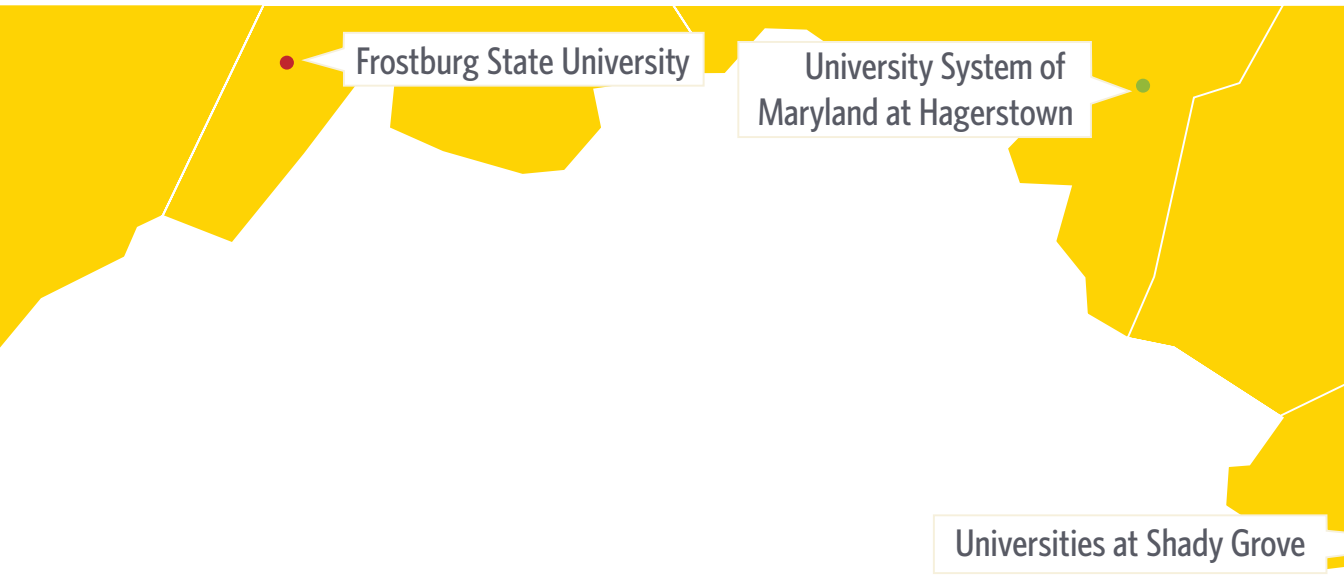 Frostburg State University
University System of
Maryland at Hagerstown
Universities at Shady Grove